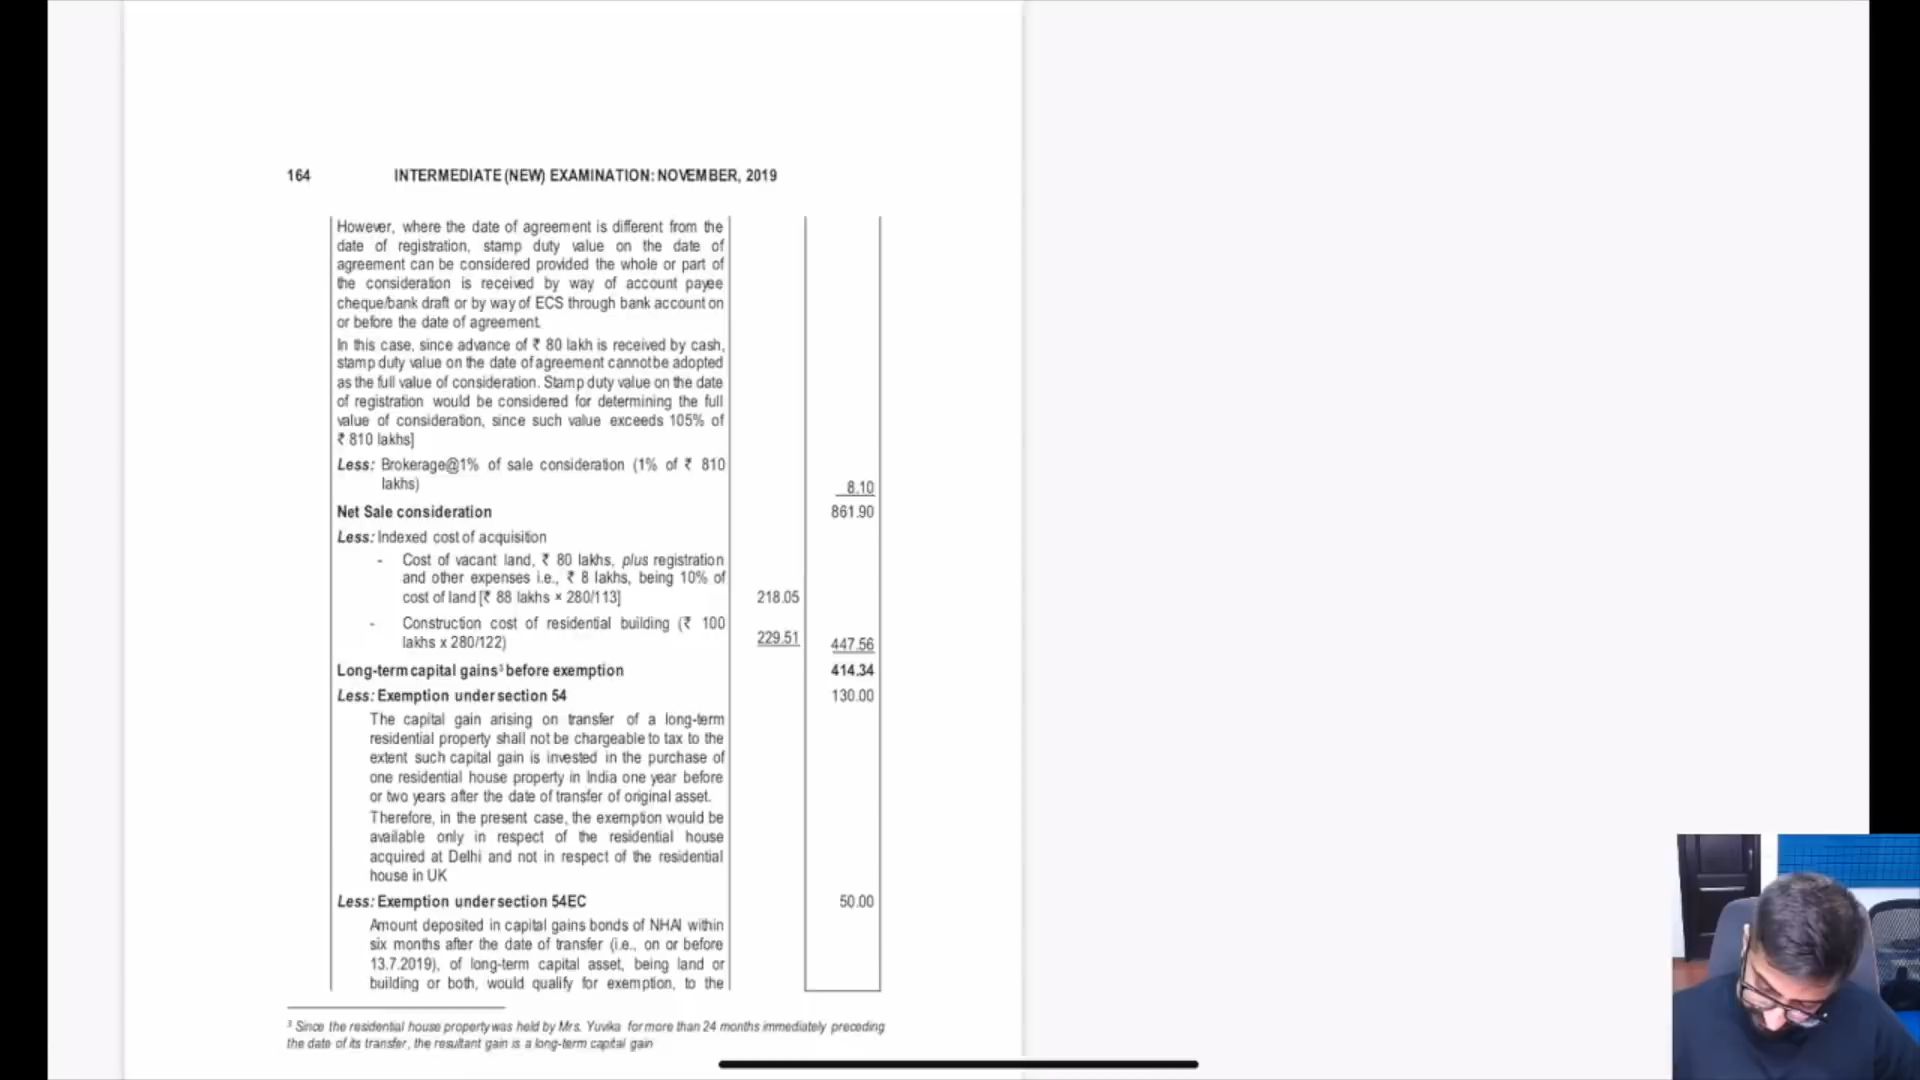 164 INTERMEDIATE (NEW) EXAMINATION: NOVEMBER, 2019
However, where the date of agreement is different from the
date of registration, stamp duty value on the date of
agreement can be considered provided the whole or part of
the consideration is received by way of account payee
cheque/bank draft or by way of ECS through bank account on
or before the date of agreement.
In this case, since advance of ₹ 80 lakh is received by cash,
stamp duty value on the date of agreement cannot be adopted
as the full value of consideration. Stamp duty value on the date
of registration would be considered for determining the full
value of consideration, since such value exceeds 105% of
₹ 810 lakhs]
Less: Brokerage@1% of sale consideration (1% of ₹ 810
lakhs) 8.10
Net Sale consideration 861.90
Less: Indexed cost of acquisition
- Cost of vacant land, ₹ 80 lakhs, plus registration
and other expenses i.e., ₹ 8 lakhs, being 10% of
cost of land [₹ 88 lakhs × 280/113] 218.05
- Construction cost of residential building (₹ 100
lakhs x 280/122) 229.51 447.56
Long-term capital gains³ before exemption 414.34
Less: Exemption under section 54 130.00
The capital gain arising on transfer of a long-term
residential property shall not be chargeable to tax to the
extent such capital gain is invested in the purchase of
one residential house property in India one year before
or two years after the date of transfer of original asset.
Therefore, in the present case, the exemption would be
available only in respect of the residential house
acquired at Delhi and not in respect of the residential
house in UK
Less: Exemption under section 54EC 50.00
Amount deposited in capital gains bonds of NHAI within
six months after the date of transfer (i.e., on or before
13.7.2019), of long-term capital asset, being land or
building or both, would qualify for exemption, to the
³ Since the residential house property was held by Mrs. Yuvika for more than 24 months immediately preceding
the date of its transfer, the resultant gain is a long-term capital gain